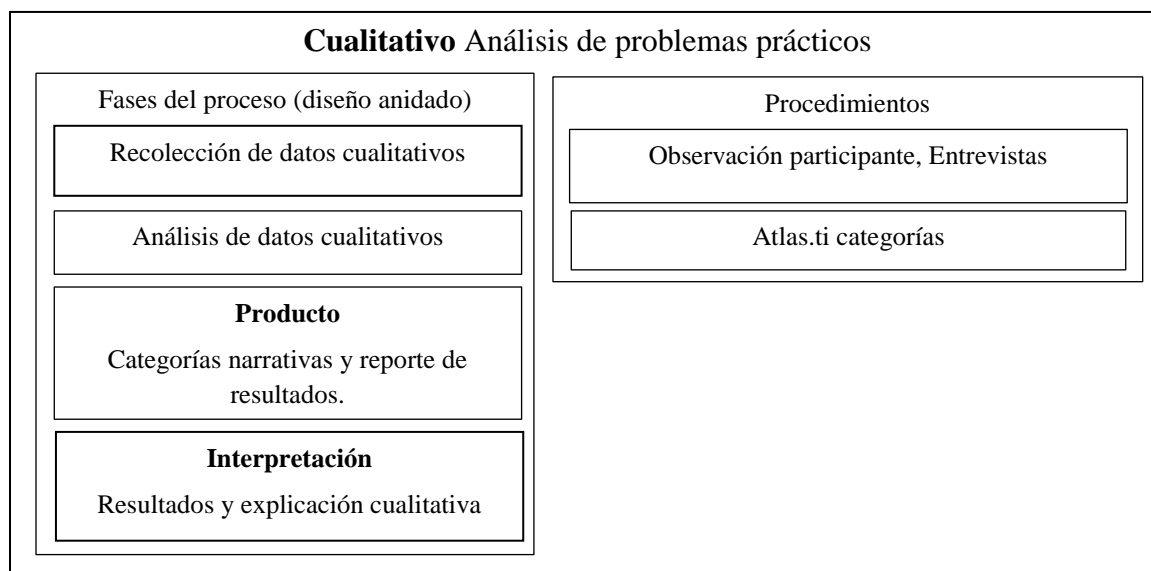 Cualitativo Análisis de problemas prácticos
Fases del proceso (diseño anidado)
Recolección de datos cualitativos
Análisis de datos cualitativos
Producto
Categorías narrativas y reporte de
resultados.
Interpretación
Resultados y explicación cualitativa
Procedimientos
Observación participante, Entrevistas
Atlas.ti categorías